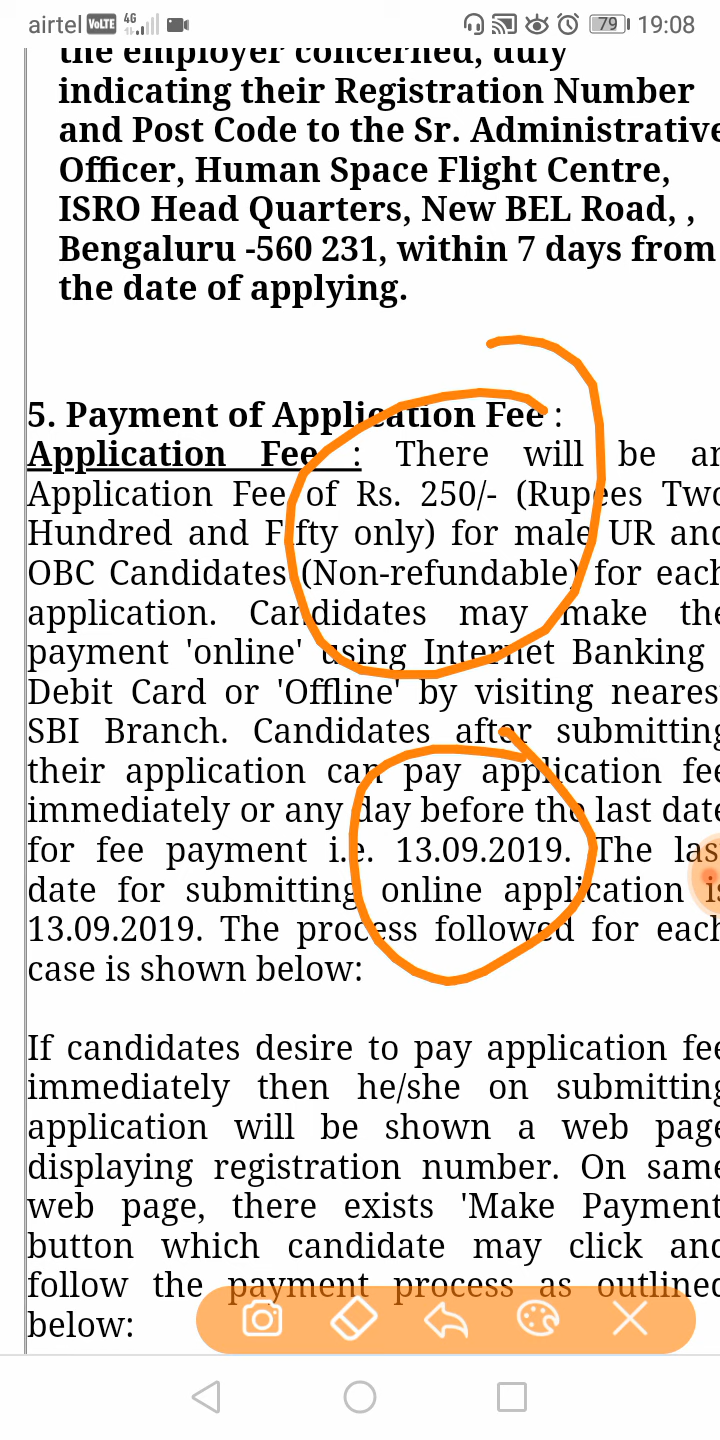 airtel VoLTE 4G 79 19:08
the employer concerned, duly
indicating their Registration Number
and Post Code to the Sr. Administrative
Officer, Human Space Flight Centre,
ISRO Head Quarters, New BEL Road, ,
Bengaluru -560 231, within 7 days from
the date of applying.
5. Payment of Application Fee :
Application Fee : There will be an
Application Fee of Rs. 250/- (Rupees Two
Hundred and Fifty only) for male UR and
OBC Candidates (Non-refundable) for each
application. Candidates may make the
payment 'online' using Internet Banking
Debit Card or 'Offline' by visiting nearest
SBI Branch. Candidates after submitting
their application can pay application fee
immediately or any day before the last date
for fee payment i.e. 13.09.2019. The last
date for submitting online application is
13.09.2019. The process followed for each
case is shown below:
If candidates desire to pay application fee
immediately then he/she on submitting
application will be shown a web page
displaying registration number. On same
web page, there exists 'Make Payment
button which candidate may click and
follow the payment process as outlined
below: